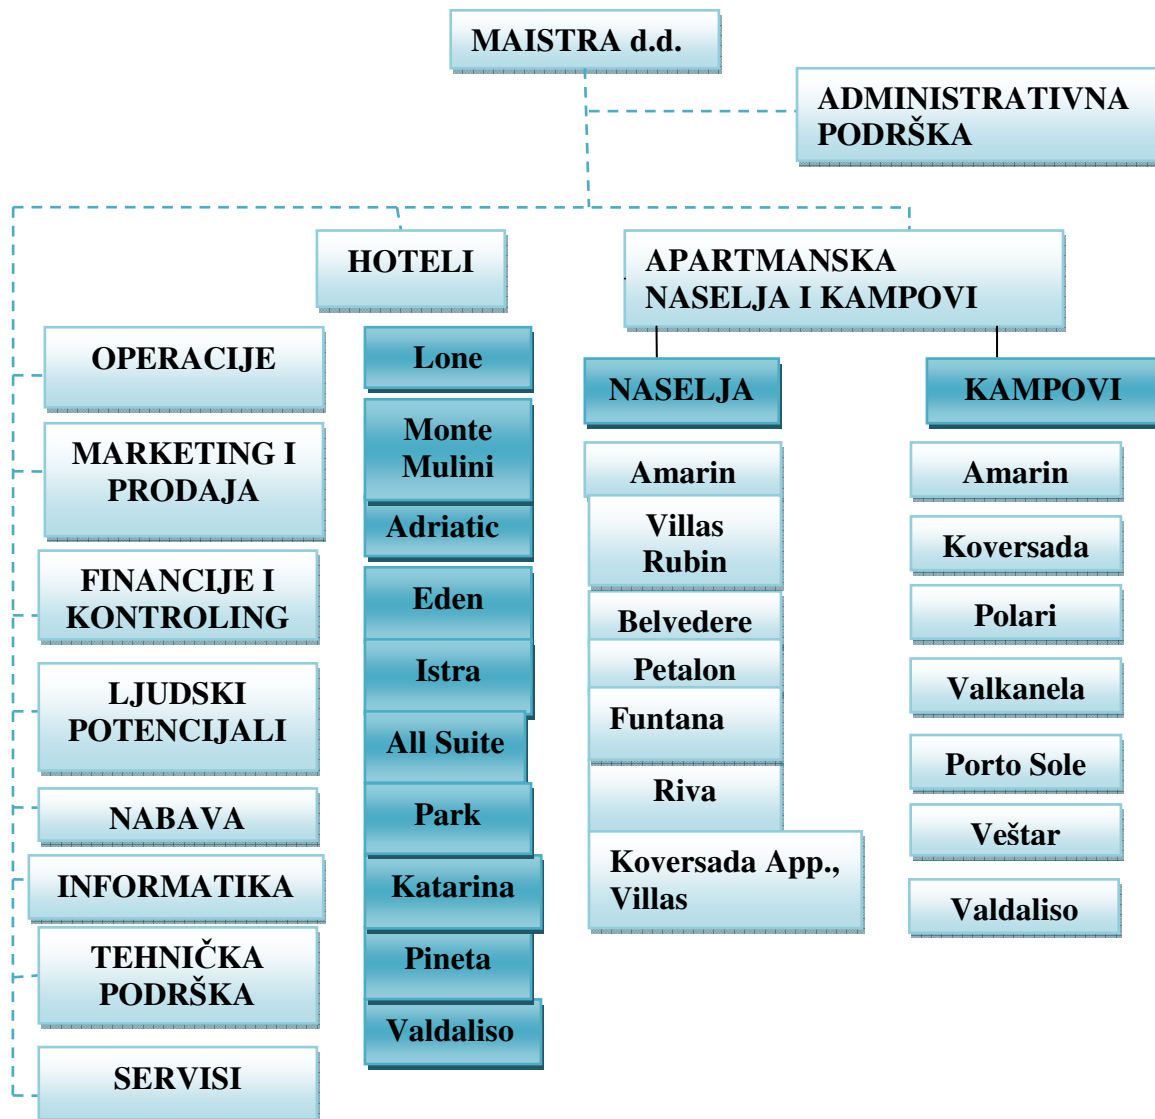 MAISTRA d.d.
ADMINISTRATIVNA
PODRŠKA
HOTELI
APARTMANSKA
NASELJA I KAMPOVI
OPERACIJE
MARKETING I
PRODAJA
FINANCIJE I
KONTROLING
LJUDSKI
POTENCIJALI
NABAVA
INFORMATIKA
TEHNIČKA
PODRŠKA
SERVISI
Lone
Monte
Mulini
Adriatic
Eden
Istra
All Suite
Park
Katarina
Pineta
Valdaliso
NASELJA
Amarin
Villas
Rubin
Belvedere
Petalon
Funtana
Riva
Koversada App.,
Villas
KAMPOVI
Amarin
Koversada
Polari
Valkanela
Porto Sole
Veštar
Valdaliso